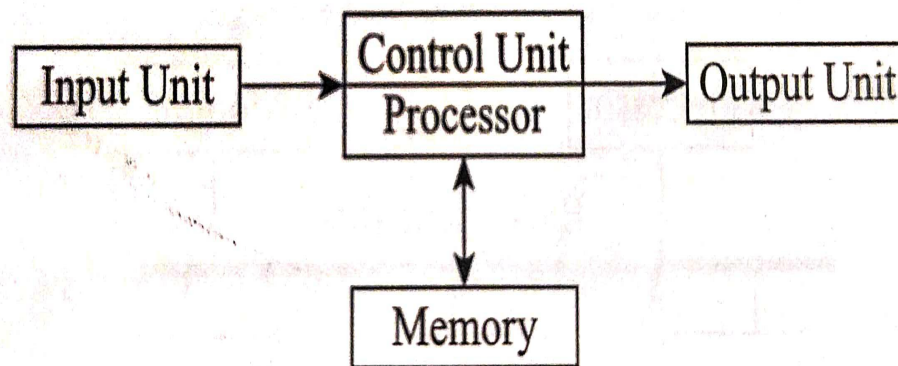 Input Unit
Control Unit
Processor
Output Unit
Memory